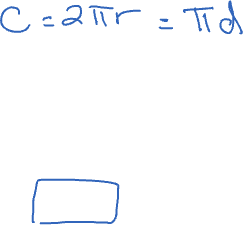 C = 2πr = πd